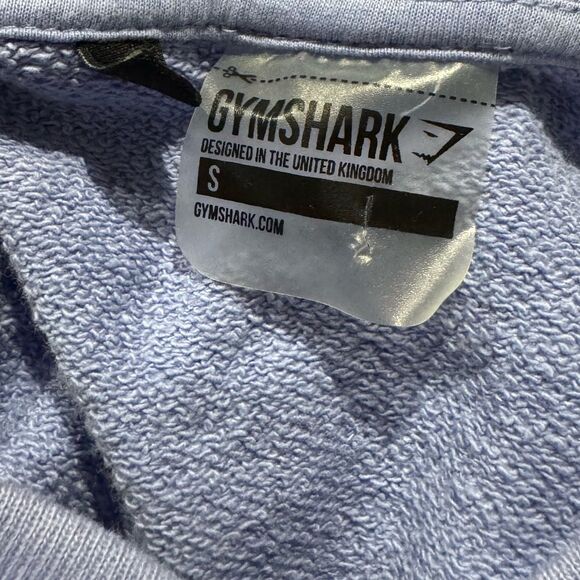 GYMSHARK
DESIGNED IN THE UNITED KINGDOM
S
GYMSHARK.COM